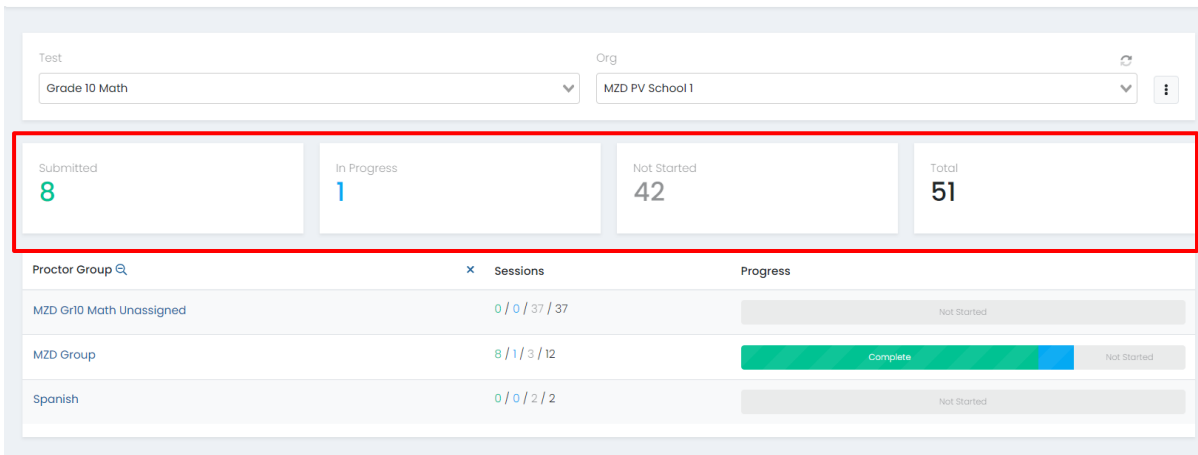 Test Org
Grade 10 Math MZD PV School 1
Submitted In Progress Not Started Total
8 1 42 51
Proctor Group × Sessions Progress
MZD Gr10 Math Unassigned 0 / 0 / 37 / 37 Not Started
MZD Group 8 / 1 / 3 / 12 Complete Not Started
Spanish 0 / 0 / 2 / 2 Not Started